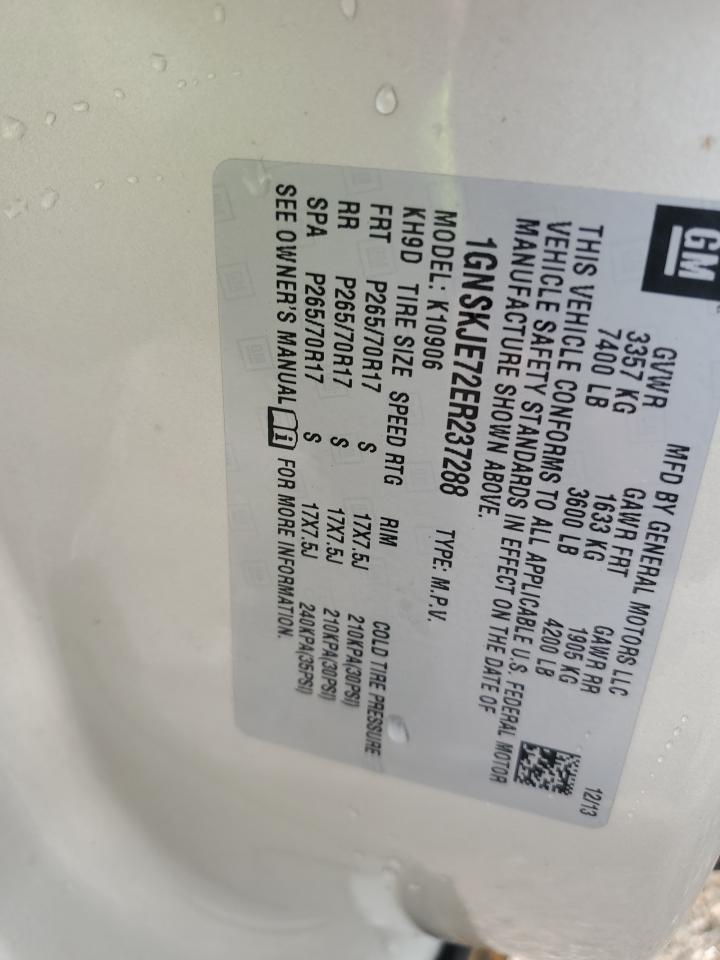 GM
MFD BY GENERAL MOTORS LLC 12/13
GVWR GAWR FRT GAWR RR
3357 KG 1633 KG 1905 KG
7400 LB 3600 LB 4200 LB
THIS VEHICLE CONFORMS TO ALL APPLICABLE U.S. FEDERAL MOTOR
VEHICLE SAFETY STANDARDS IN EFFECT ON THE DATE OF
MANUFACTURE SHOWN ABOVE.
1GNSKJE72ER237288 TYPE: M.P.V.
MODEL: K10906
KH9D TIRE SIZE SPEED RTG RIM COLD TIRE PRESSURE
FRT P265/70R17 S 17X7.5J 210KPA(30PSI)
RR P265/70R17 S 17X7.5J 210KPA(30PSI)
SPA P265/70R17 S 17X7.5J 240KPA(35PSI)
SEE OWNER'S MANUAL i FOR MORE INFORMATION.